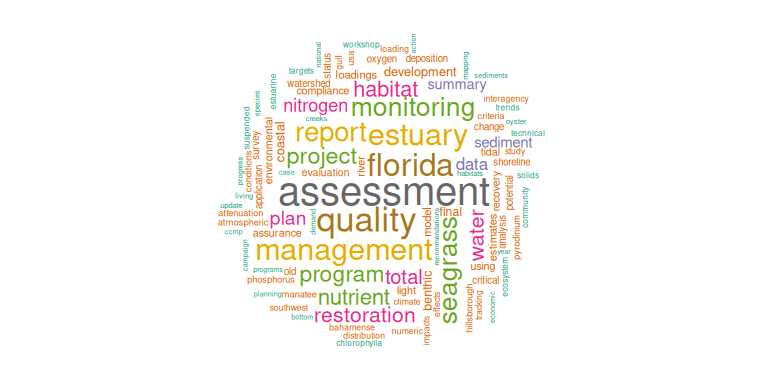 workshop
action
national
loading
status
gulf
usa
oxygen
deposition
mapping
targets
loadings
development
sediments
watershed
estuarine
compliance
habitat
summary
species
nitrogen
monitoring
interagency
trends
creeks
criteria
oyster
suspended
coastal
report
estuary
change
technical
survey
environmental
project
florida
data
sediment
tidal
study
shoreline
conditions
progress
case
evaluation
river
habitats
solids
living
application
assessment
recovery
potential
community
update
attenuation
atmospheric
plan
demand
quality
model
final
recommendations
seagrass
water
estimates
analysis
pyrodinium
ccmp
assurance
management
year
campaign
programs
old
program
total
benthic
using
ecosystem
phosphorus
critical
planning
manatee
nutrient
light
climate
effects
hillsborough
tracking
economic
southwest
bottom
restoration
bahamense
numeric
impacts
distribution
chlorophylla